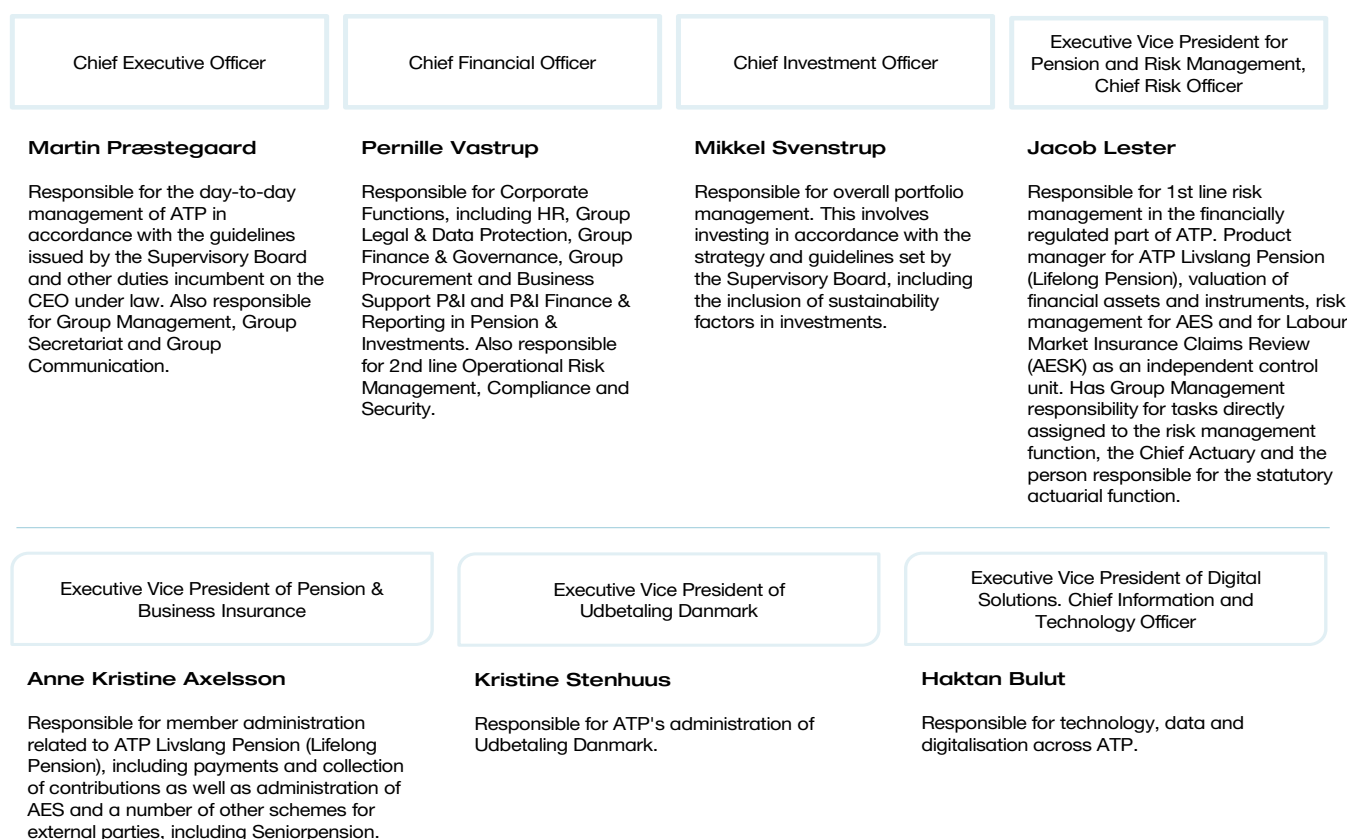 Chief Executive Officer
Chief Financial Officer
Chief Investment Officer
Executive Vice President for
Pension and Risk Management,
Chief Risk Officer
Martin Præstegaard
Responsible for the day-to-day
management of ATP in
accordance with the guidelines
issued by the Supervisory Board
and other duties incumbent on the
CEO under law. Also responsible
for Group Management, Group
Secretariat and Group
Communication.
Pernille Vastrup
Responsible for Corporate
Functions, including HR, Group
Legal & Data Protection, Group
Finance & Governance, Group
Procurement and Business
Support P&I and P&I Finance &
Reporting in Pension &
Investments. Also responsible
for 2nd line Operational Risk
Management, Compliance and
Security.
Mikkel Svenstrup
Responsible for overall portfolio
management. This involves
investing in accordance with the
strategy and guidelines set by
the Supervisory Board, including
the inclusion of sustainability
factors in investments.
Jacob Lester
Responsible for 1st line risk
management in the financially
regulated part of ATP. Product
manager for ATP Livslang Pension
(Lifelong Pension), valuation of
financial assets and instruments, risk
management for AES and for Labour
Market Insurance Claims Review
(AESK) as an independent control
unit. Has Group Management
responsibility for tasks directly
assigned to the risk management
function, the Chief Actuary and the
person responsible for the statutory
actuarial function.
Executive Vice President of Pension &
Business Insurance
Executive Vice President of
Udbetaling Danmark
Executive Vice President of Digital
Solutions. Chief Information and
Technology Officer
Anne Kristine Axelsson
Responsible for member administration
related to ATP Livslang Pension (Lifelong
Pension), including payments and collection
of contributions as well as administration of
AES and a number of other schemes for
external parties, including Seniorpension.
Kristine Stenhuus
Responsible for ATP's administration of
Udbetaling Danmark.
Haktan Bulut
Responsible for technology, data and
digitalisation across ATP.